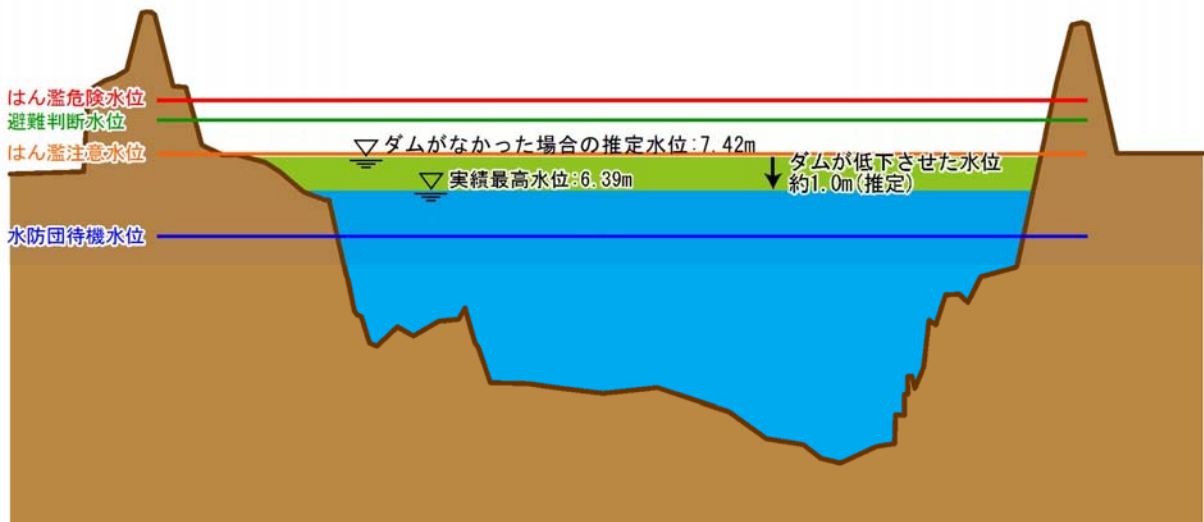 はん濫危険水位
避難判断水位
はん濫注意水位
ダムがなかった場合の推定水位:7.42m
ダムが低下させた水位
約1.0m(推定)
実績最高水位:6.39m
水防団待機水位